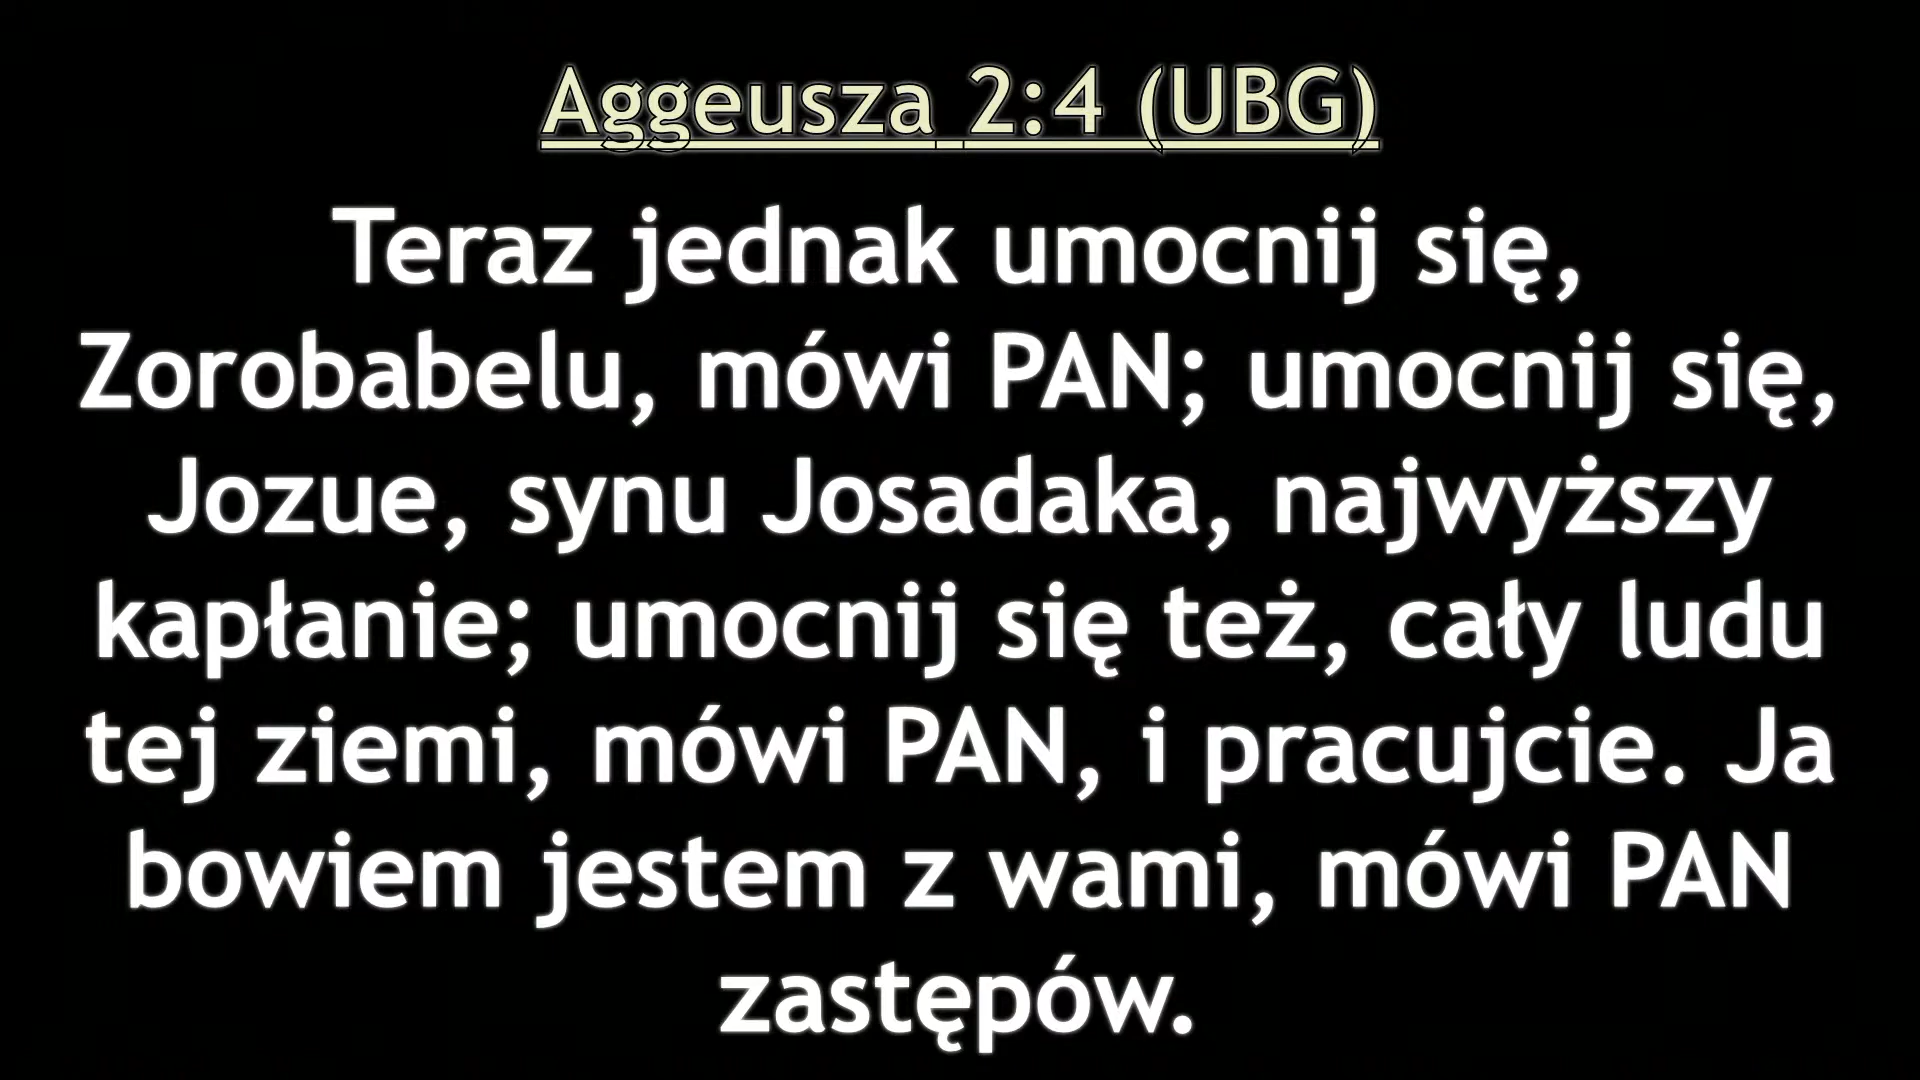 Aggeusza 2:4 (UBG)
Teraz jednak umocnij się,
Zorobabelu, mówi PAN; umocnij się,
Jozue, synu Josadaka, najwyższy
kapłanie; umocnij się też, cały ludu
tej ziemi, mówi PAN, i pracujcie. Ja
bowiem jestem z wami, mówi PAN
zastępów.